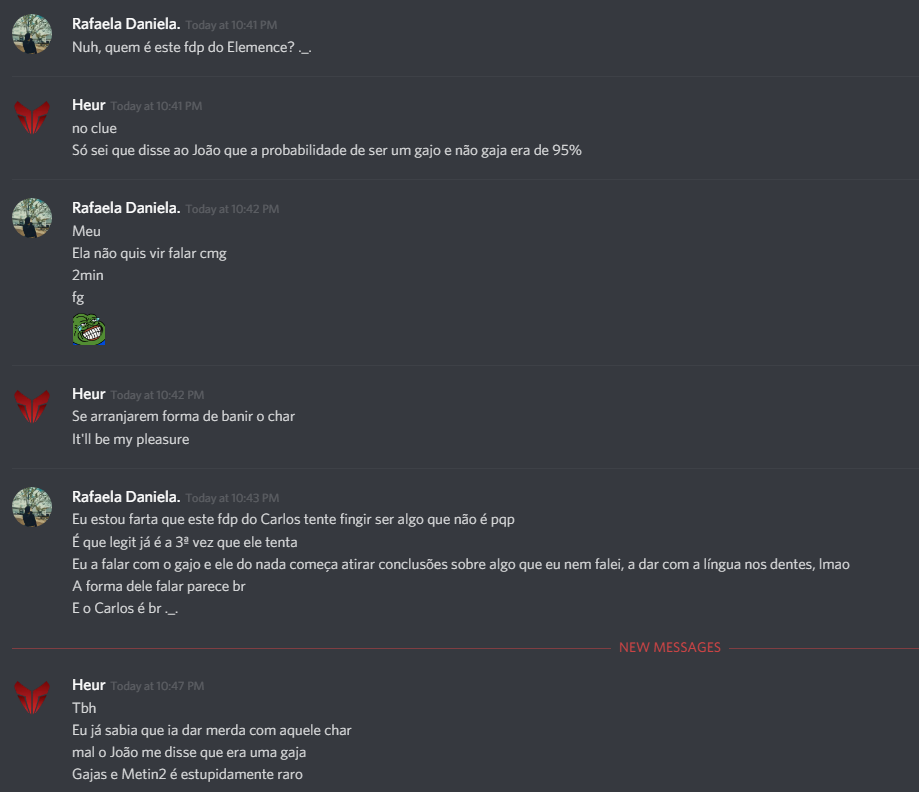 Rafaela Daniela. Today at 10:41 PM
Nuh, quem é este fdp do Elemence? ._.
Heur Today at 10:41 PM
no clue
Só sei que disse ao João que a probabilidade de ser um gajo e não gaja era de 95%
Rafaela Daniela. Today at 10:42 PM
Meu
Ela não quis vir falar cmg
2min
fg
Heur Today at 10:42 PM
Se arranjarem forma de banir o char
It'll be my pleasure
Rafaela Daniela. Today at 10:43 PM
Eu estou farta que este fdp do Carlos tente fingir ser algo que não é pqp
É que legit já é a 3ª vez que ele tenta
Eu a falar com o gajo e ele do nada começa atirar conclusões sobre algo que eu nem falei, a dar com a língua nos dentes, lmao
A forma dele falar parece br
E o Carlos é br ._.
NEW MESSAGES
Heur Today at 10:47 PM
Tbh
Eu já sabia que ia dar merda com aquele char
mal o João me disse que era uma gaja
Gajas e Metin2 é estupidamente raro